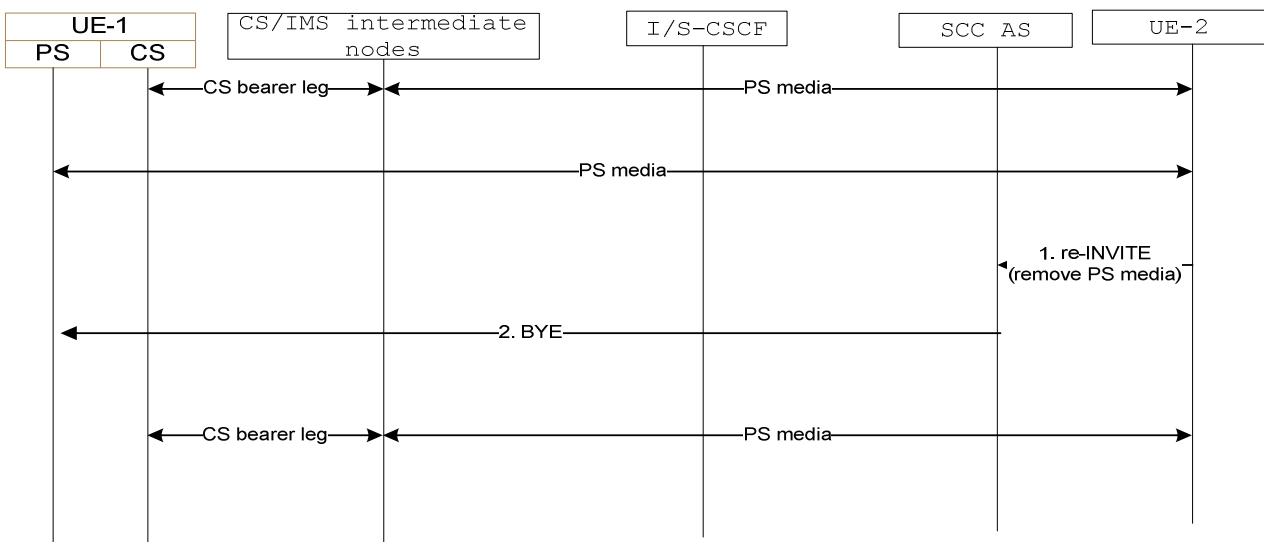 UE-1
PS
CS
CS/IMS intermediate
nodes
I/S-CSCF
SCC AS
UE-2
CS bearer leg
PS media
PS media
1. re-INVITE
(remove PS media)
2. BYE
CS bearer leg
PS media